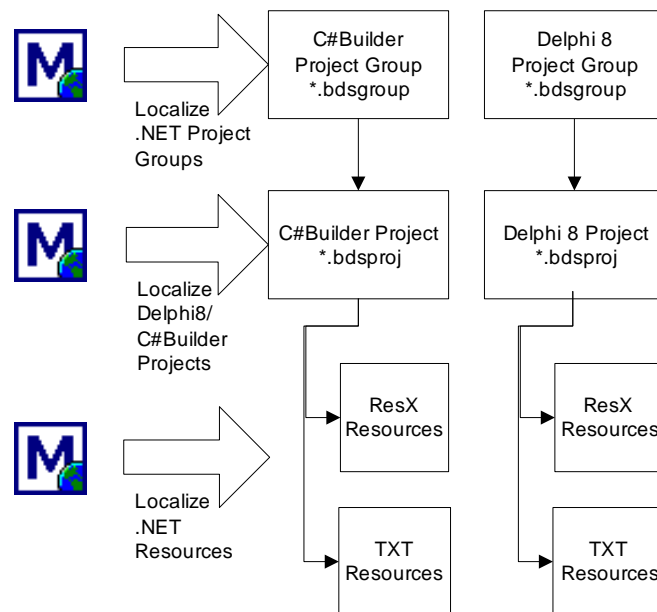 M
Localize
.NET Project
Groups
C#Builder
Project Group
*.bdsgroup
Delphi 8
Project Group
*.bdsgroup
M
Localize
Delphi8/
C#Builder
Projects
C#Builder Project
*.bdsproj
Delphi 8 Project
*.bdsproj
M
Localize
.NET
Resources
ResX
Resources
ResX
Resources
TXT
Resources
TXT
Resources